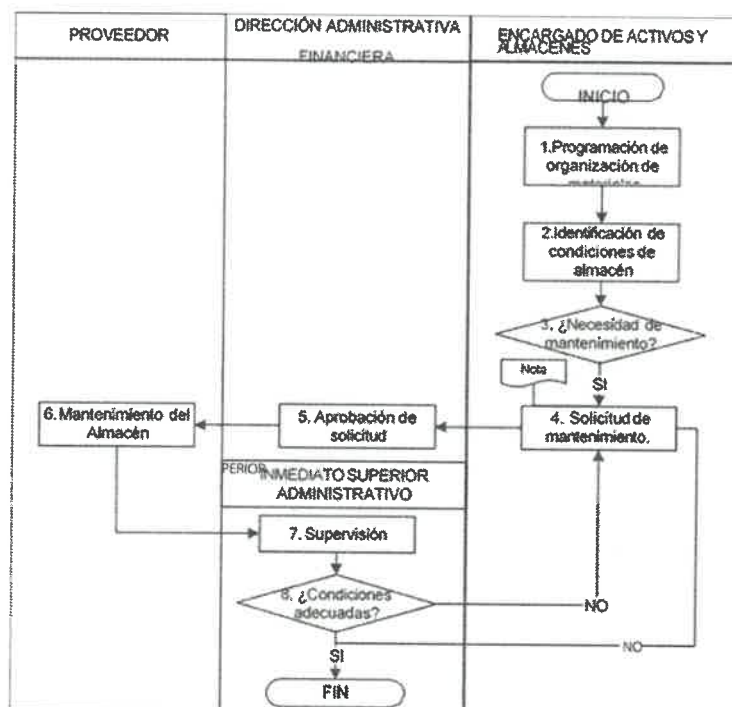 PROVEEDOR
DIRECCIÓN ADMINISTRATIVA
FINANCIERA
ENCARGADO DE ACTIVOS Y
ALMACENES
INICIO
1.Programación de
organización de
materiales
2.Identificación de
condiciones de
almacén
3. ¿Necesidad de
mantenimiento?
Nota
SI
4. Solicitud de
mantenimiento.
5. Aprobación de
solicitud
6. Mantenimiento del
Almacén
PERIOR
INMEDIATO SUPERIOR
ADMINISTRATIVO
7. Supervisión
8. ¿Condiciones
adecuadas?
NO
NO
SI
FIN